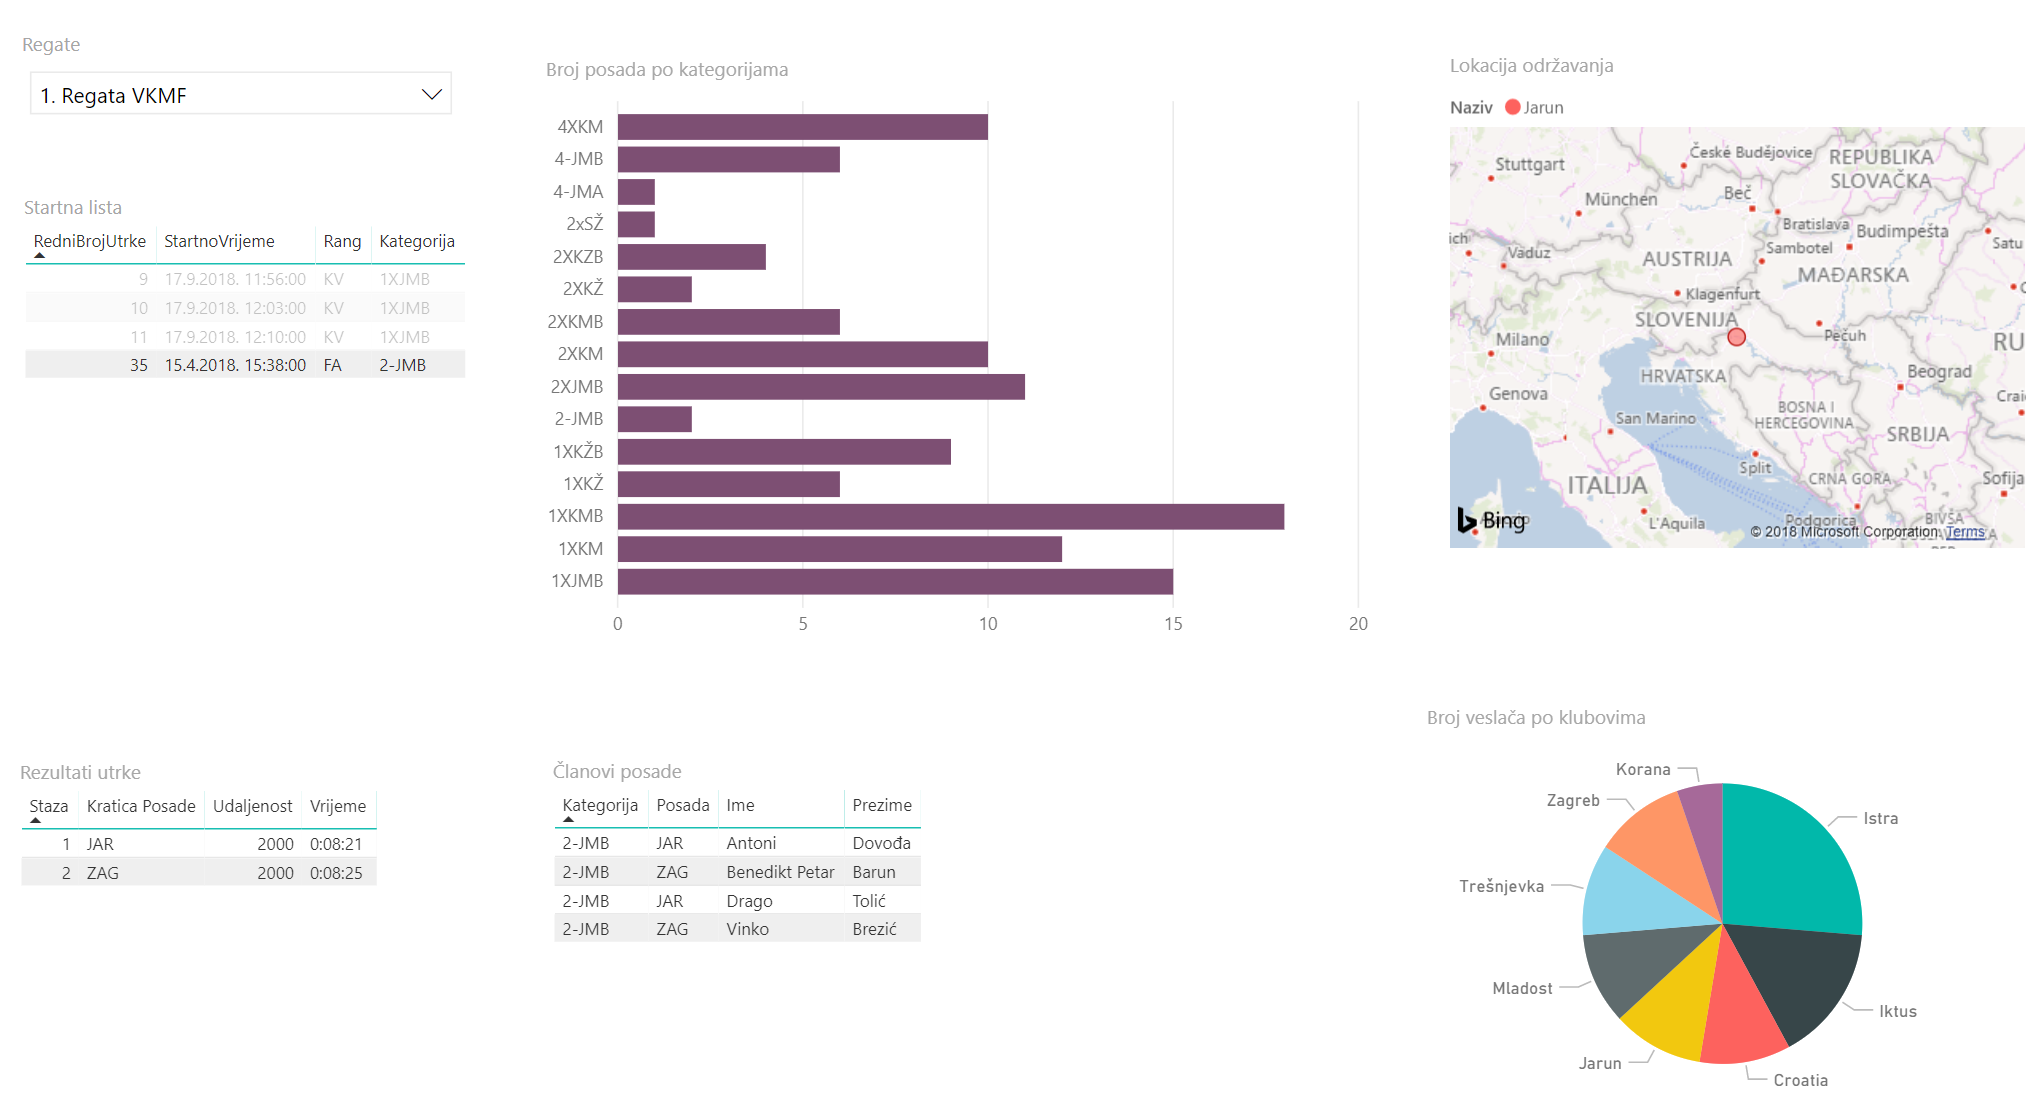 Regate
1. Regata VKMF
Startna lista
RedniBrojUtrke StartnoVrijeme Rang Kategorija
9 17.9.2018. 11:56:00 KV 1XJMB
10 17.9.2018. 12:03:00 KV 1XJMB
11 17.9.2018. 12:10:00 KV 1XJMB
35 15.4.2018. 15:38:00 FA 2-JMB
Broj posada po kategorijama
4XKM
4-JMB
4-JMA
2xSŽ
2XKZB
2XKŽ
2XKMB
2XKM
2XJMB
2-JMB
1XKŽB
1XKŽ
1XKMB
1XKM
1XJMB
0 5 10 15 20
Lokacija održavanja
Naziv Jarun
Stuttgart
České Budějovice
REPUBLIKA
SLOVAČKA
München
Beč
Bratislava
Budimpešta
ich
Vaduz
Sambotel
Satu
AUSTRIJA
MAĐARSKA
Klagenfurt
SLOVENIJA
Milano
Pečuh
RU
HRVATSKA
Beograd
Genova
San Marino
BOSNA I
HERCEGOVINA
Crai
SRBIJA
Split
ITALIJA
CRNA GORA
Sofija
L'Aquila
Podgorica
BIVŠA
Bing
© 2018 Microsoft Corporation Terms
Rezultati utrke
Staza Kratica Posade Udaljenost Vrijeme
1 JAR 2000 0:08:21
2 ZAG 2000 0:08:25
Članovi posade
Kategorija Posada Ime Prezime
2-JMB JAR Antoni Dovođa
2-JMB ZAG Benedikt Petar Barun
2-JMB JAR Drago Tolić
2-JMB ZAG Vinko Brezić
Broj veslača po klubovima
Korana
Zagreb
Istra
Trešnjevka
Mladost
Iktus
Jarun
Croatia